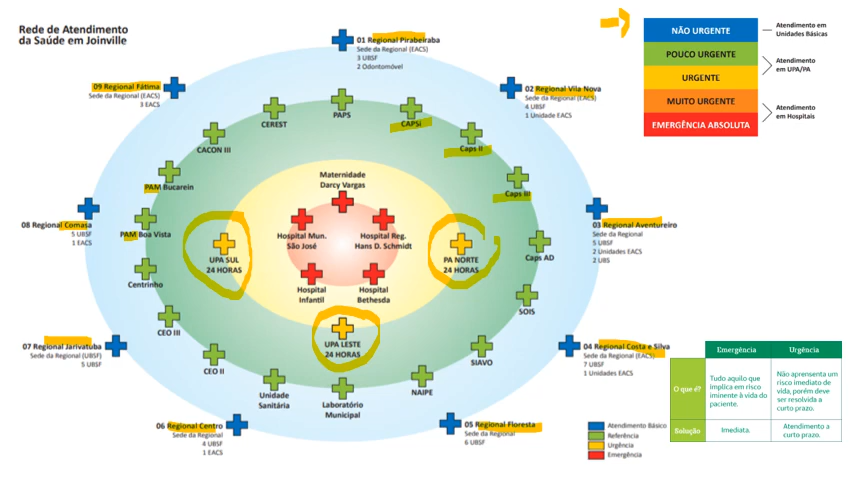 Rede de Atendimento
da Saúde em Joinville
01 Regional Pirabeiraba
Sede da Regional (EACS)
3 UBSF
2 Odontomóvel
02 Regional Vila Nova
Sede da Regional (EACS)
4 UBSF
1 Unidade EACS
03 Regional Aventureiro
Sede da Regional
5 UBSF
2 Unidades EACS
2 UBS
04 Regional Costa e Silva
Sede da Regional (EACS)
7 UBSF
1 Unidades EACS
05 Regional Floresta
Sede da Regional
6 UBSF
06 Regional Centro
Sede da Regional
4 UBSF
1 EACS
07 Regional Jarivatuba
Sede da Regional (UBSF)
5 UBSF
08 Regional Comasa
5 UBSF
1 EACS
09 Regional Fátima
Sede da Regional (EACS)
3 EACS
PAPS
CAPSi
Caps II
Caps III
Caps AD
SOIS
SIAVO
NAIPE
Laboratório
Municipal
Unidade
Sanitária
CEO II
CEO III
Centrinho
PAM Boa Vista
PAM Bucarein
CACON III
CEREST
Maternidade
Darcy Vargas
Hospital Mun.
São José
Hospital Reg.
Hans D. Schmidt
Hospital
Infantil
Hospital
Bethesda
UPA SUL
24 HORAS
PA NORTE
24 HORAS
UPA LESTE
24 HORAS
NÃO URGENTE
POUCO URGENTE
URGENTE
MUITO URGENTE
EMERGÊNCIA ABSOLUTA
Atendimento em
Unidades Básicas
Atendimento
em UPA/PA
Atendimento
em Hospitais
Atendimento Básico
Referência
Urgência
Emergência
Emergência
Urgência
O que é?
Tudo aquilo que
implica em risco
iminente à vida do
paciente.
Não aprensenta um
risco imediato de
vida, porém deve
ser resolvida a
curto prazo.
Solução
Imediata.
Atendimento a
curto prazo.